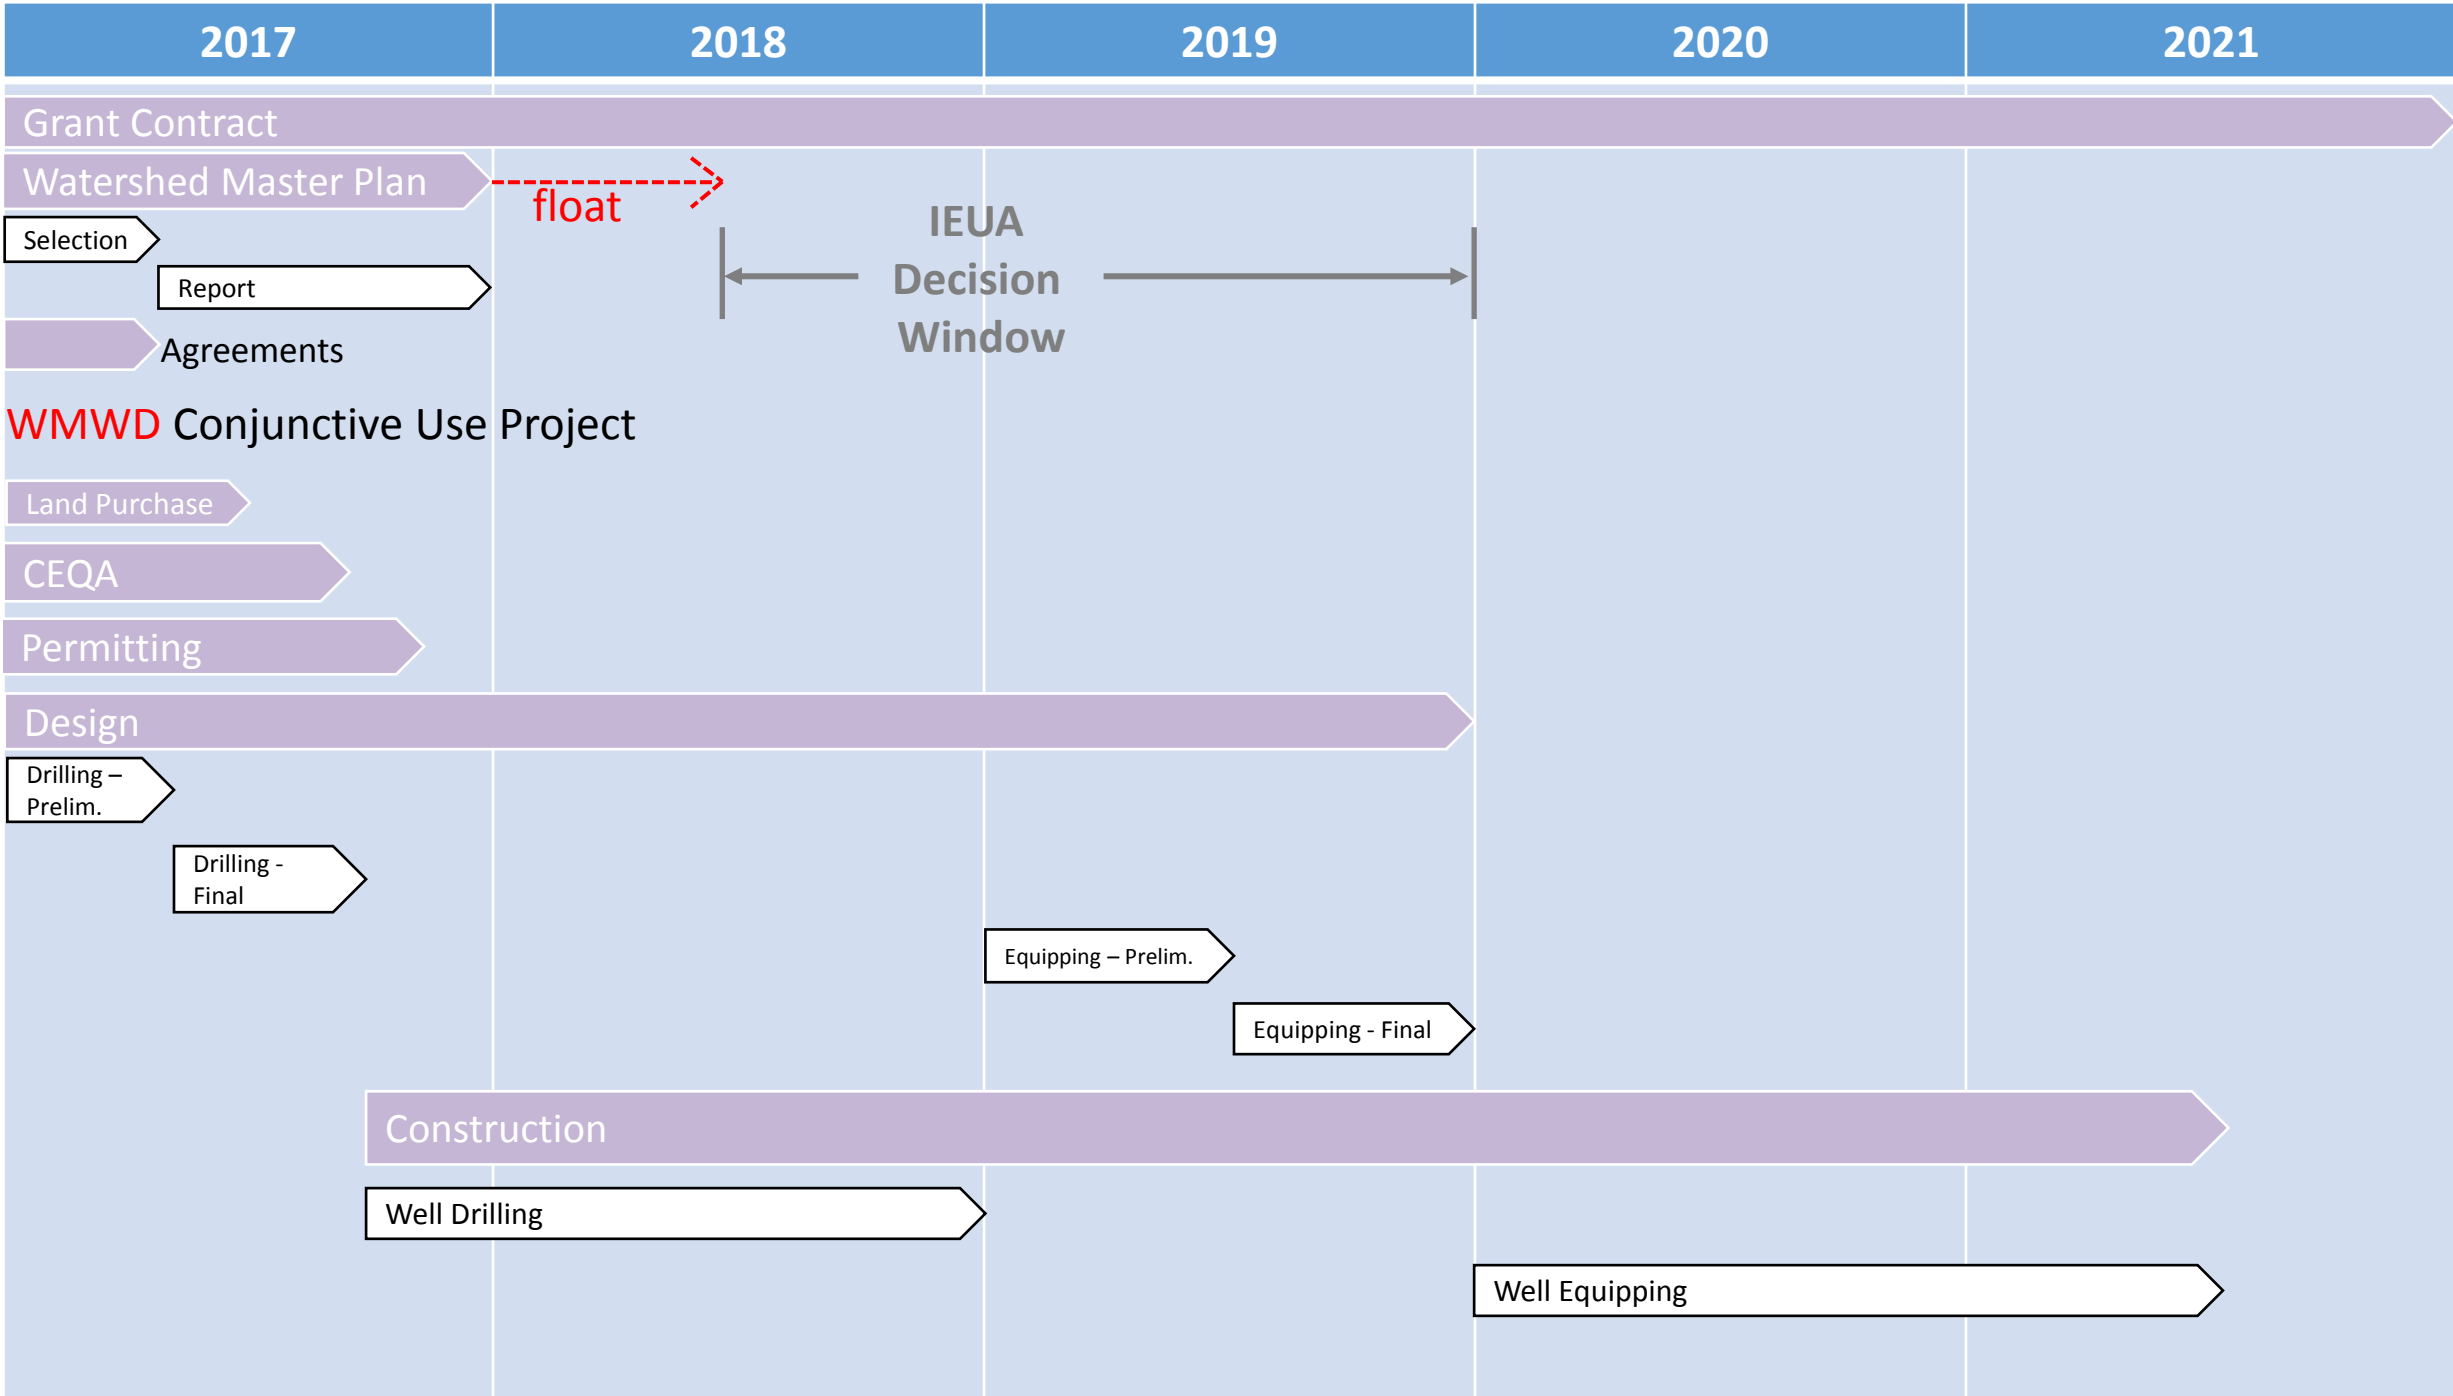 2017 2018 2019 2020 2021
Grant Contract
Watershed Master Plan
float
Selection
Report
IEUA
Decision
Window
Agreements
WMWD Conjunctive Use Project
Land Purchase
CEQA
Permitting
Design
Drilling –
Prelim.
Drilling -
Final
Equipping – Prelim.
Equipping - Final
Construction
Well Drilling
Well Equipping